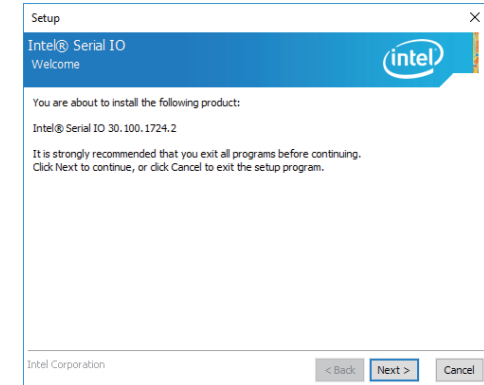 Setup
Intel® Serial IO
Welcome
intel
You are about to install the following product:
Intel® Serial IO 30.100.1724.2
It is strongly recommended that you exit all programs before continuing.
Click Next to continue, or click Cancel to exit the setup program.
Intel Corporation
< Back Next > Cancel